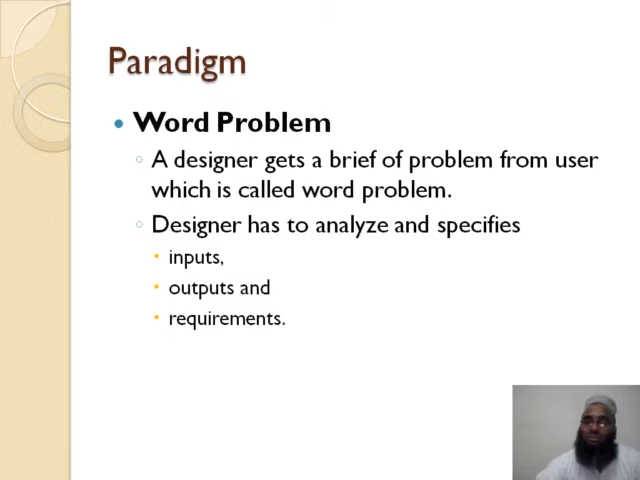 Paradigm
Word Problem
A designer gets a brief of problem from user
which is called word problem.
Designer has to analyze and specifies
inputs,
outputs and
requirements.